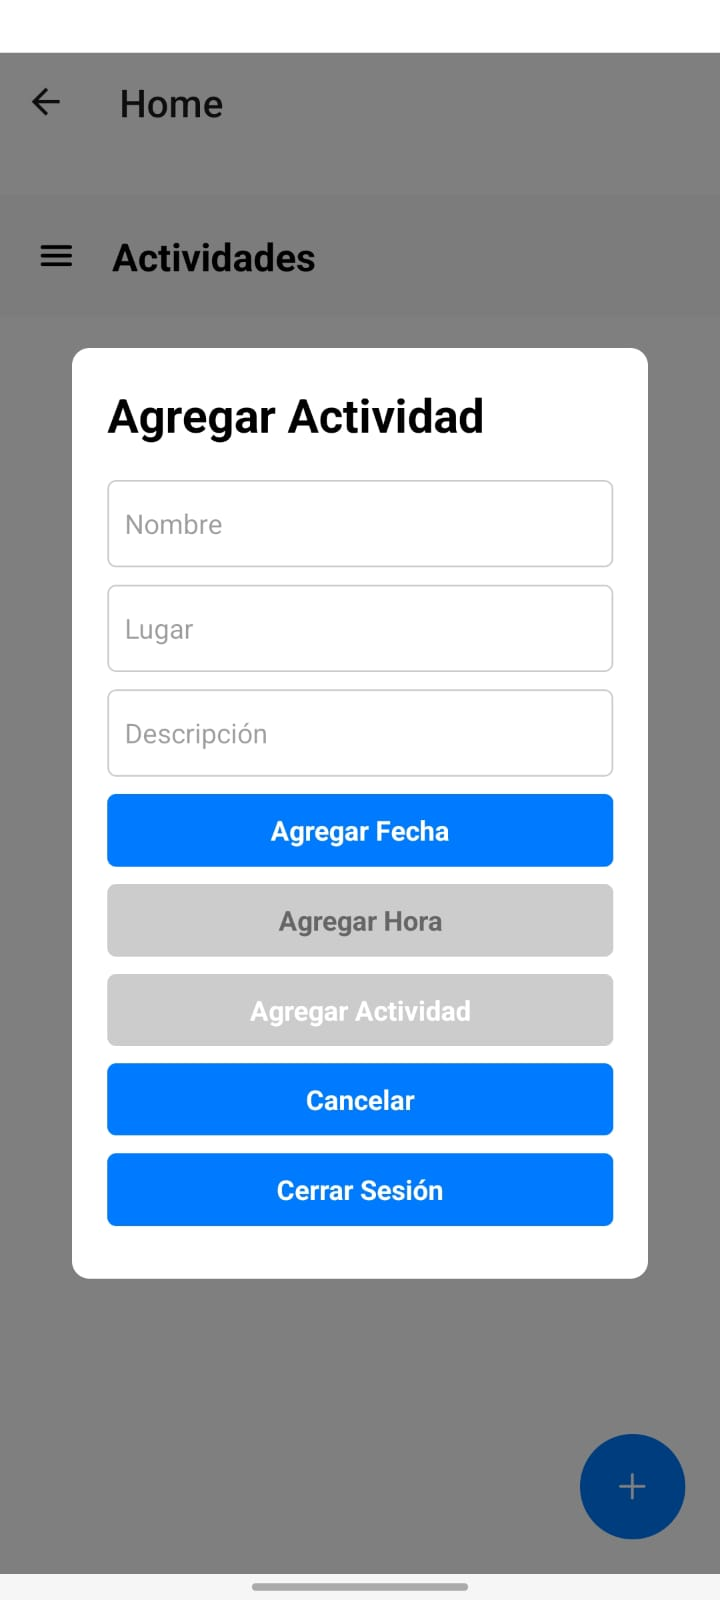 Home
Actividades
Agregar Actividad
Nombre
Lugar
Descripción
Agregar Fecha
Agregar Hora
Agregar Actividad
Cancelar
Cerrar Sesión